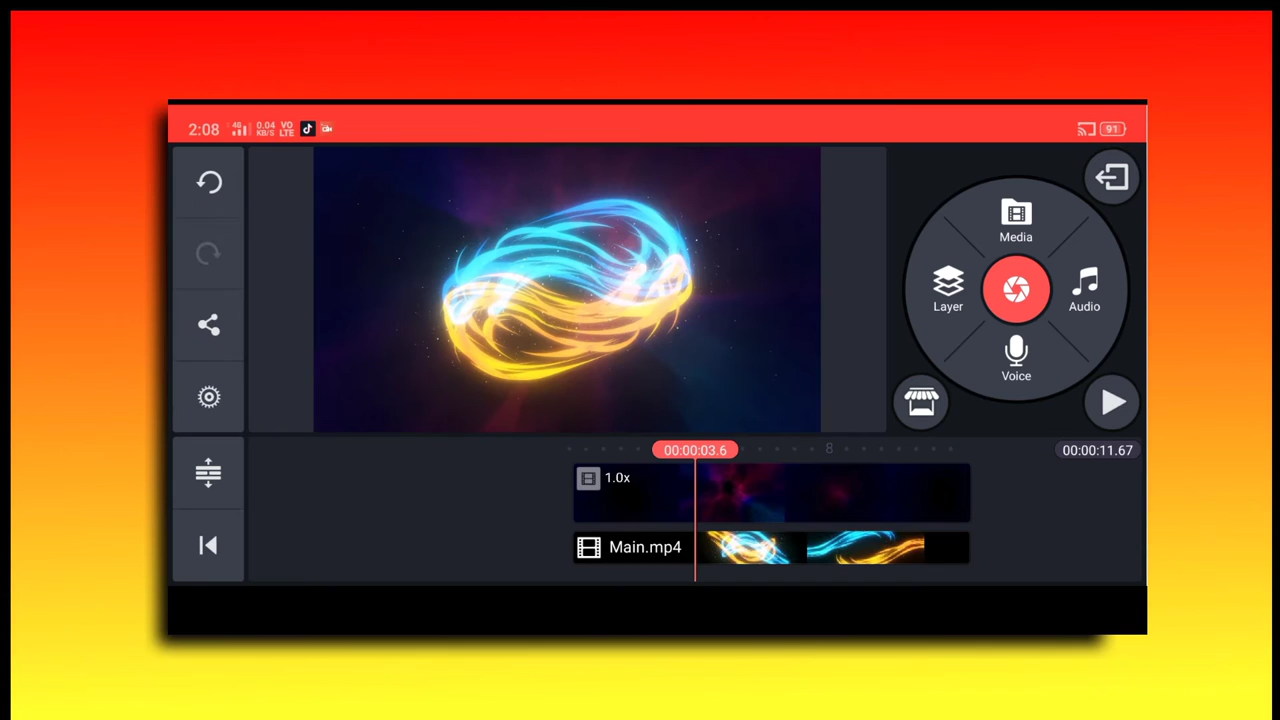 2:08 4G 0.04 KB/S VO LTE 91
Media
Layer
Audio
Voice
00:00:03.6
8
00:00:11.67
1.0x
Main.mp4